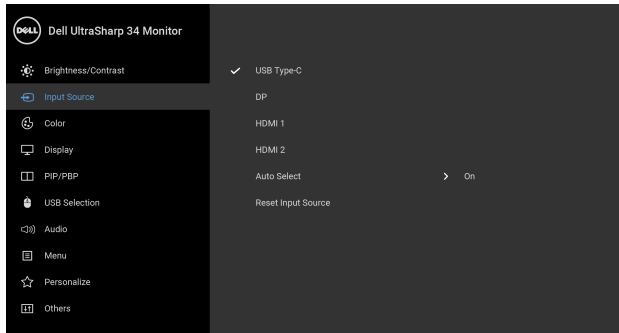 DELL Dell UltraSharp 34 Monitor
Brightness/Contrast
Input Source
Color
Display
PIP/PBP
USB Selection
Audio
Menu
Personalize
Others
USB Type-C
DP
HDMI 1
HDMI 2
Auto Select On
Reset Input Source